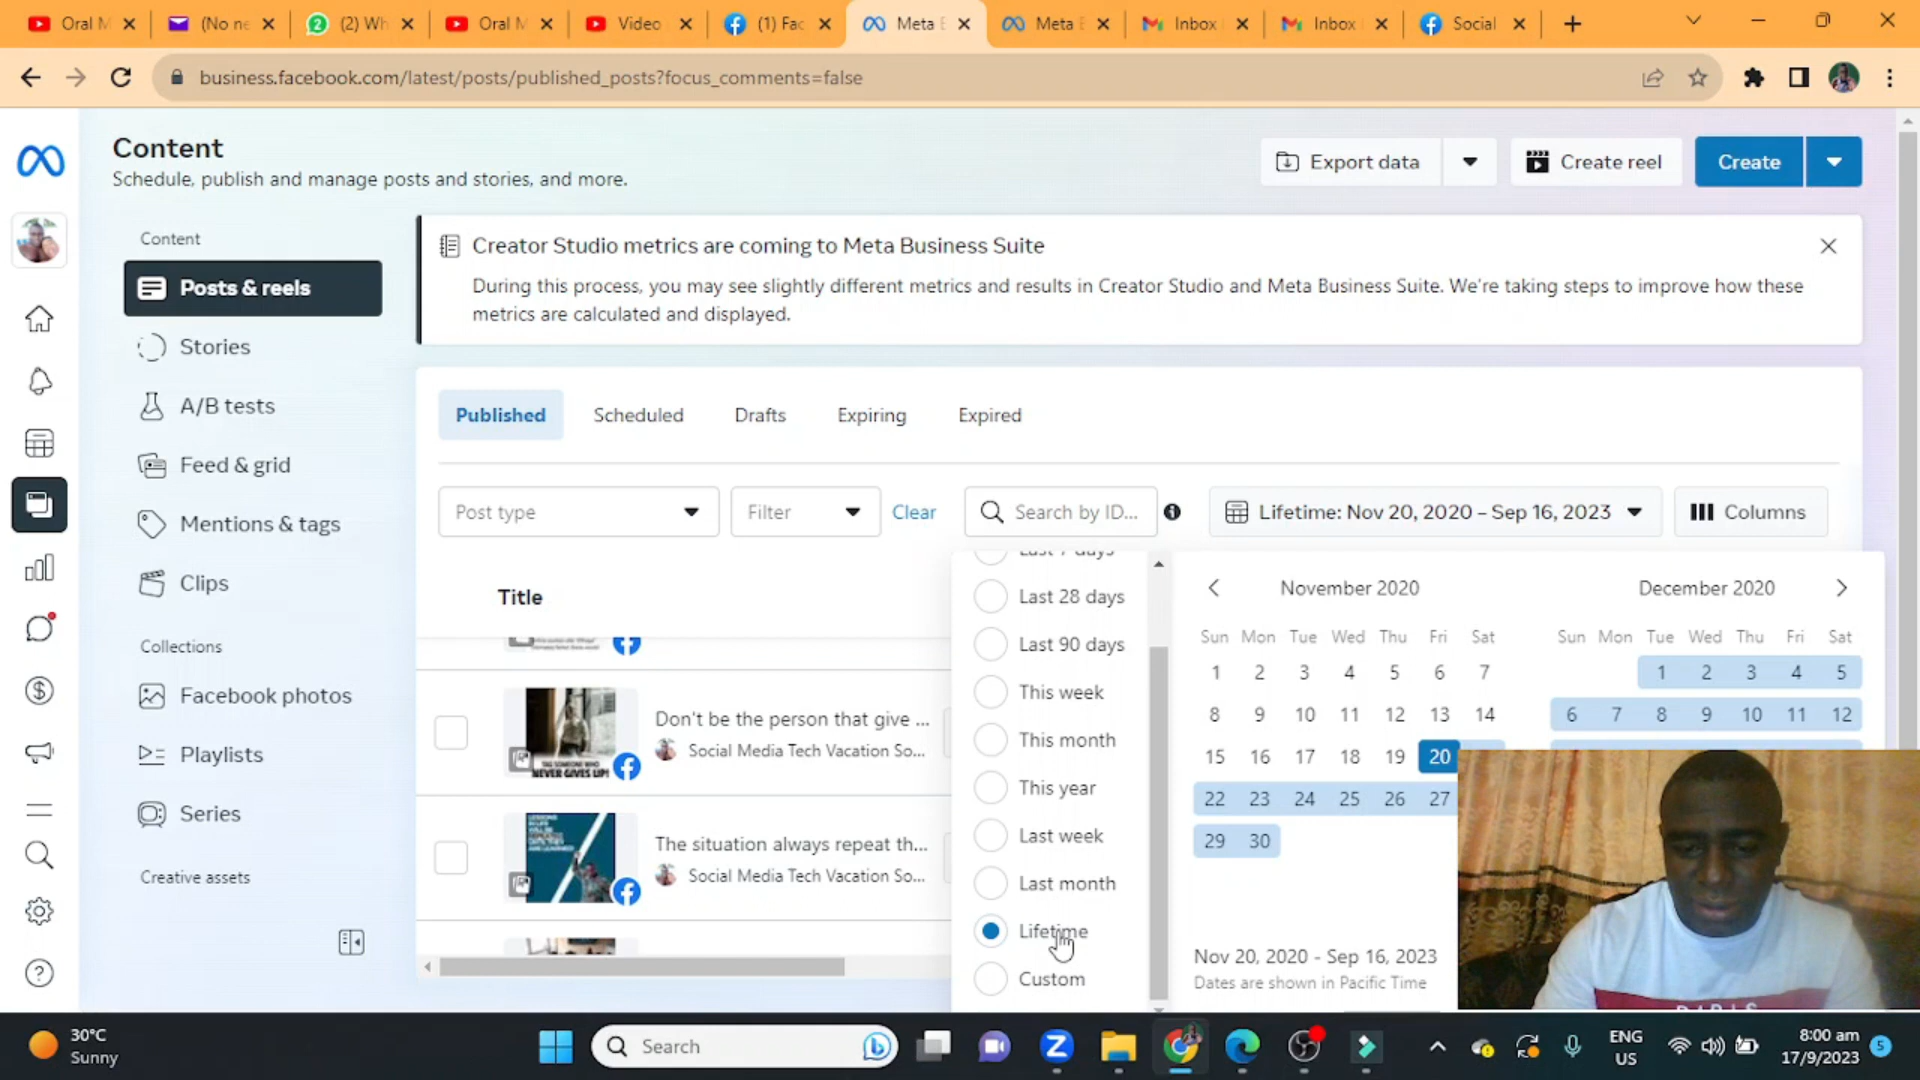 Oral M
(No ne
(2) Wh
Oral M
Video
(1) Fac
Meta B
Meta B
Inbox
Inbox
Social
business.facebook.com/latest/posts/published_posts?focus_comments=false
Content
Schedule, publish and manage posts and stories, and more.
Export data
Create reel
Create
Content
Posts & reels
Stories
A/B tests
Feed & grid
Mentions & tags
Clips
Collections
Facebook photos
Playlists
Series
Creative assets
Creator Studio metrics are coming to Meta Business Suite
During this process, you may see slightly different metrics and results in Creator Studio and Meta Business Suite. We're taking steps to improve how these
metrics are calculated and displayed.
Published
Scheduled
Drafts
Expiring
Expired
Post type
Filter
Clear
Search by ID...
Lifetime: Nov 20, 2020 – Sep 16, 2023
Columns
Title
Don't be the person that give ...
Social Media Tech Vacation So...
NEVER GIVES UP!
The situation always repeat th...
Social Media Tech Vacation So...
Last 7 days
Last 28 days
Last 90 days
This week
This month
This year
Last week
Last month
Lifetime
Custom
November 2020
Sun Mon Tue Wed Thu Fri Sat
1 2 3 4 5 6 7
8 9 10 11 12 13 14
15 16 17 18 19 20
22 23 24 25 26 27
29 30
December 2020
Sun Mon Tue Wed Thu Fri Sat
1 2 3 4 5
6 7 8 9 10 11 12
Nov 20, 2020 - Sep 16, 2023
Dates are shown in Pacific Time
30°C
Sunny
Search
ENG
US
8:00 am
17/9/2023
5